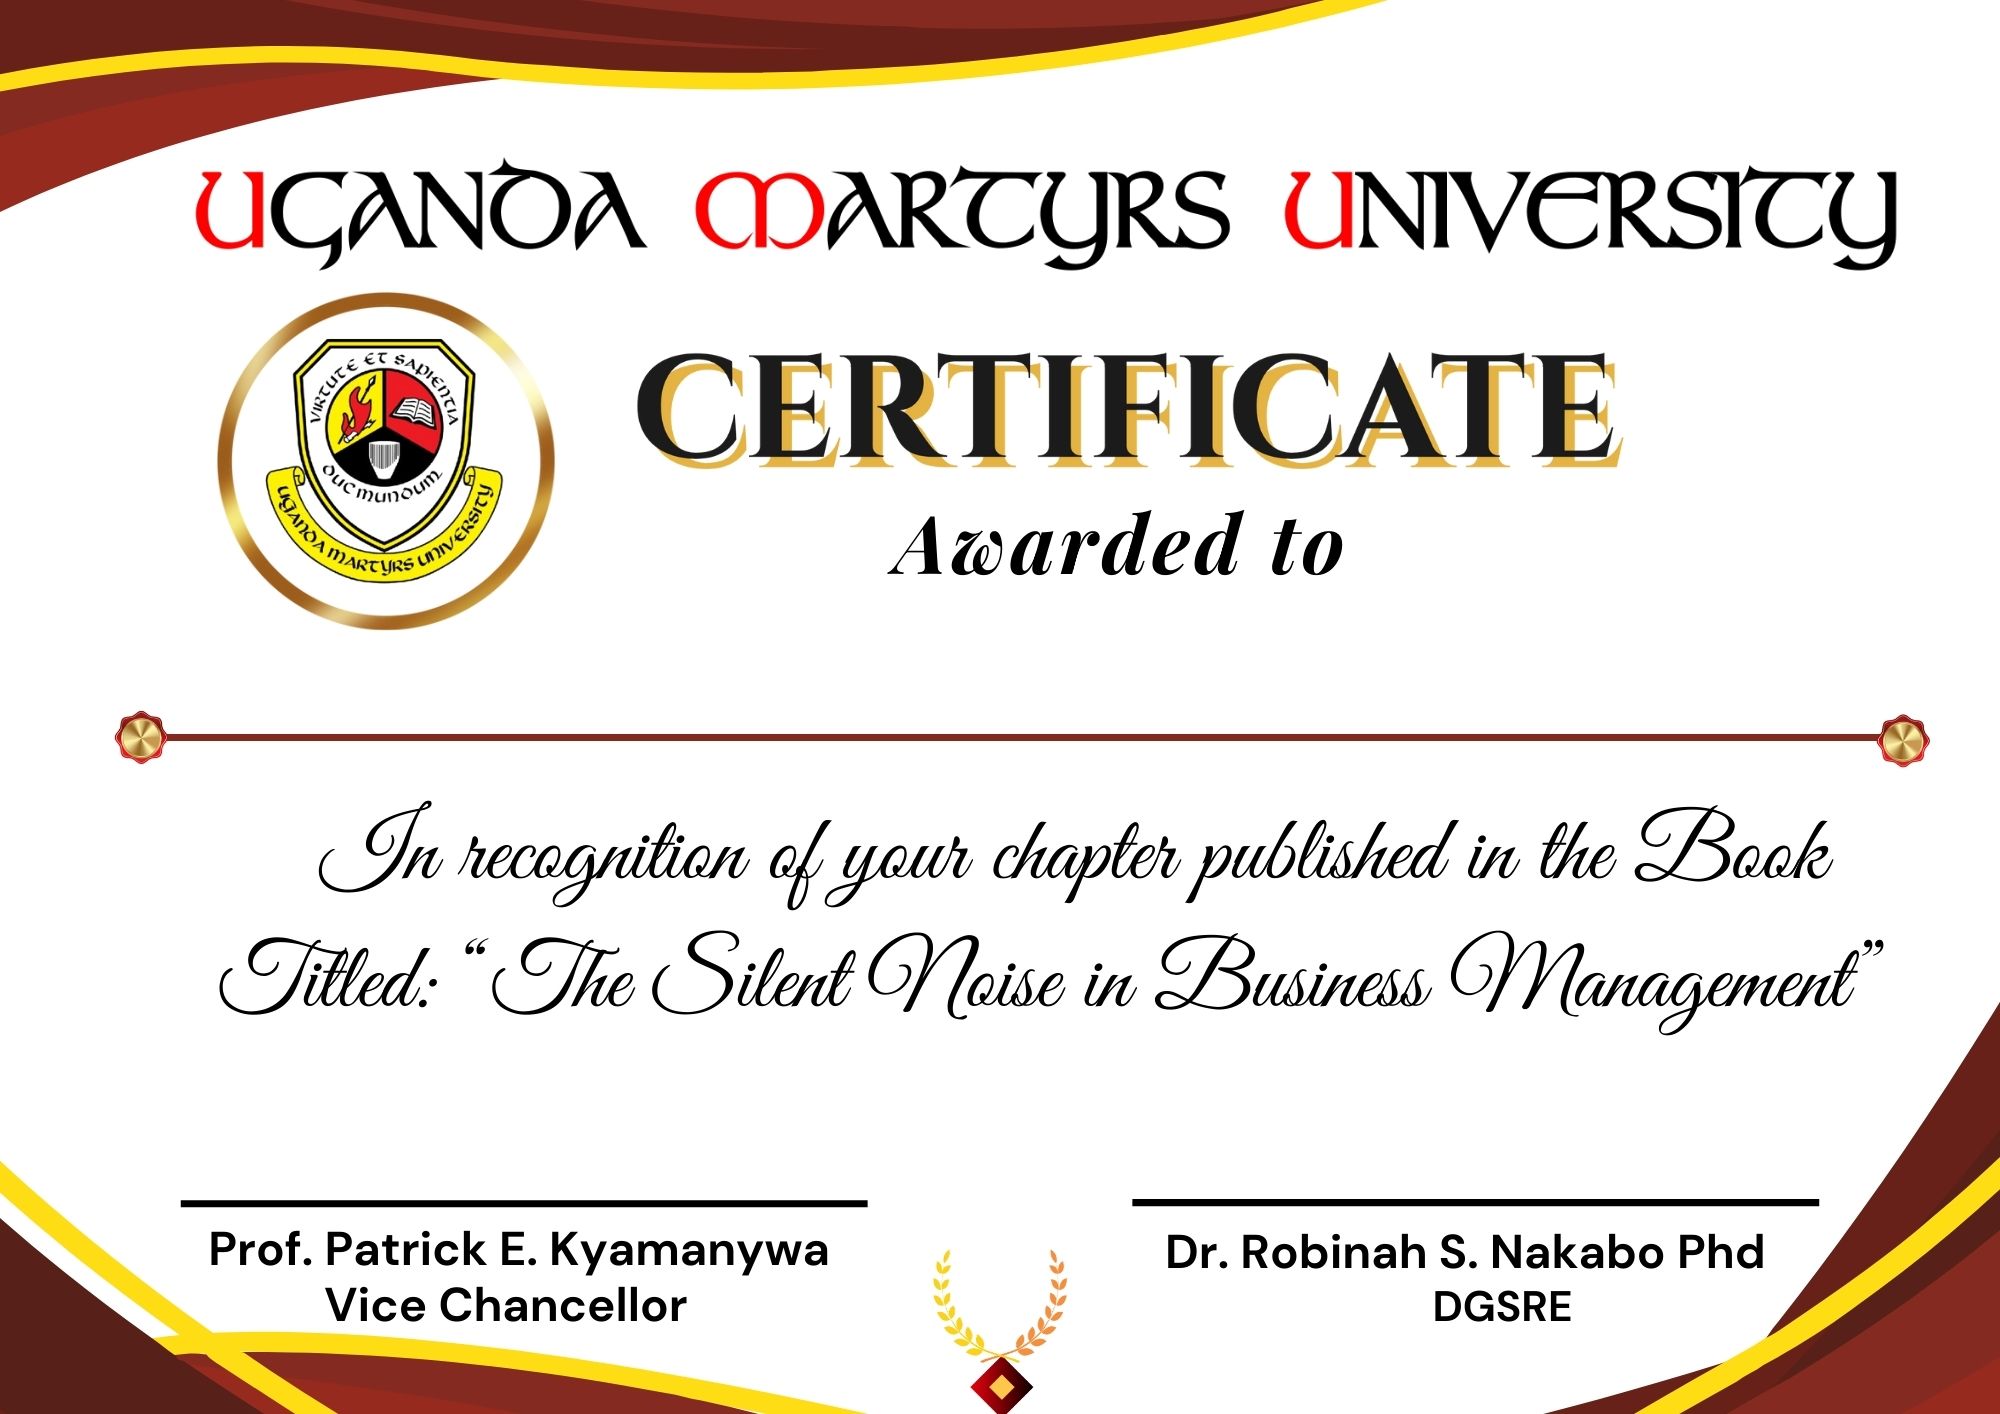 UGANDA MARTYRS UNIVERSITY
VIRTUTE ET SAPIENTIA
DUC MUNDUM
UGANDA MARTYRS UNIVERSITY
CERTIFICATE
Awarded to
In recognition of your chapter published in the Book
Titled: “ The Silent Noise in Business Management”
Prof. Patrick E. Kyamanywa
Vice Chancellor
Dr. Robinah S. Nakabo Phd
DGSRE